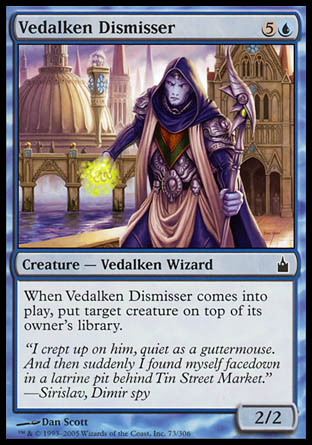 Vedalken Dismisser 5
Creature — Vedalken Wizard
When Vedalken Dismisser comes into
play, put target creature on top of its
owner's library.
"I crept up on him, quiet as a guttermouse.
And then suddenly I found myself facedown
in a latrine pit behind Tin Street Market."
—Sirislav, Dimir spy
Dan Scott
™ & © 1993–2005 Wizards of the Coast, Inc. 73/306
2/2